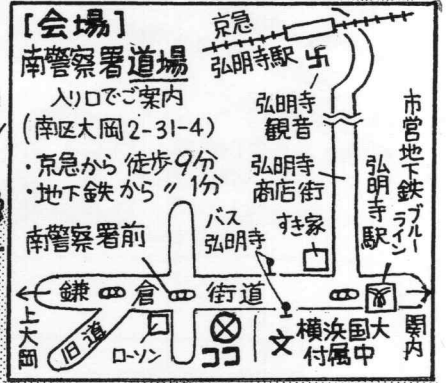 [会場]
南警察署道場
入り口でご案内
(南区大岡2-31-4)
・京急から徒歩9分
・地下鉄から〃1分
京急
弘明寺駅
卍
弘明寺
観音
弘明寺
商店街
市営地下鉄ブルーライン
弘明寺駅
すき家
バス
弘明寺
南警察署前
鎌倉街道
上大岡
関内
旧道
ローソン
ココ
文
横浜国大
付属中